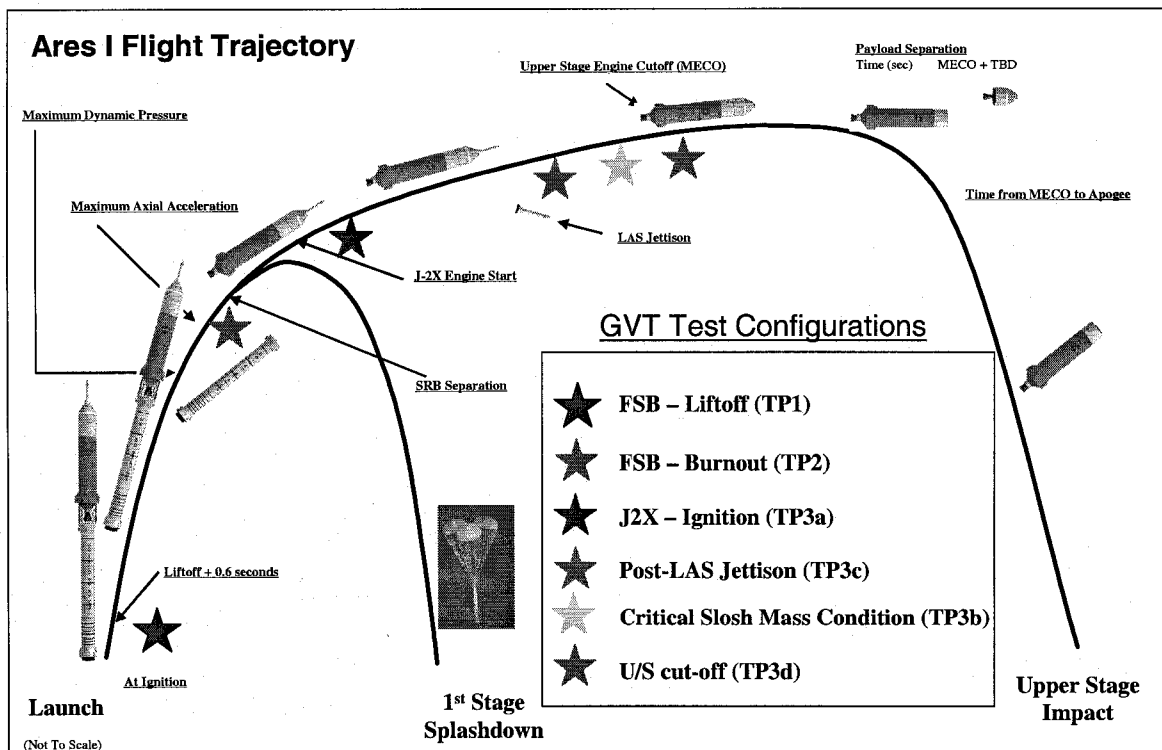 Ares I Flight Trajectory
Payload Separation
Time (sec) MECO + TBD
Upper Stage Engine Cutoff (MECO)
Maximum Dynamic Pressure
Maximum Axial Acceleration
Time from MECO to Apogee
LAS Jettison
J-2X Engine Start
SRB Separation
GVT Test Configurations
FSB – Liftoff (TP1)
FSB – Burnout (TP2)
J2X – Ignition (TP3a)
Post-LAS Jettison (TP3c)
Critical Slosh Mass Condition (TP3b)
U/S cut-off (TP3d)
Liftoff + 0.6 seconds
At Ignition
Launch
(Not To Scale)
1st Stage
Splashdown
Upper Stage
Impact